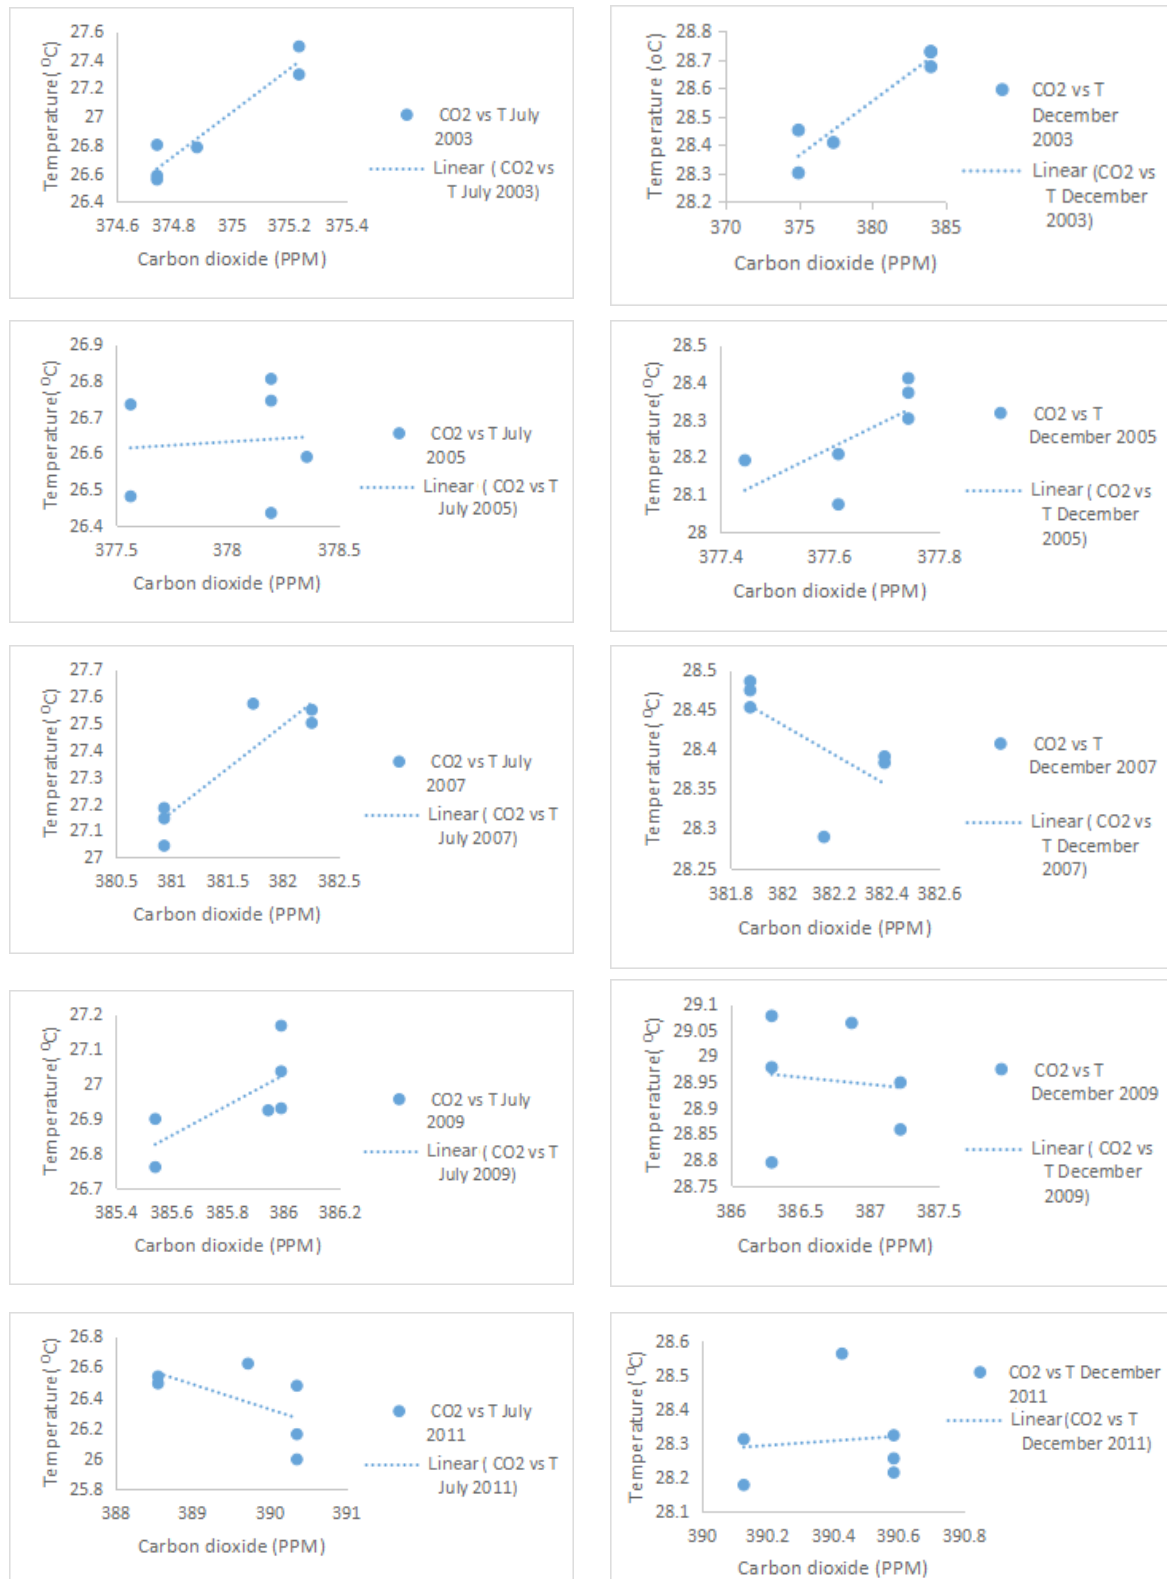 27.6
27.4
27.2
27
26.8
26.6
26.4
Temperature( ⁰C)
374.6 374.8 375 375.2 375.4
Carbon dioxide (PPM)
CO2 vs T July
2003
Linear ( CO2 vs
T July 2003)
28.8
28.7
28.6
28.5
28.4
28.3
28.2
Temperature (oC)
370 375 380 385
Carbon dioxide (PPM)
CO2 vs T
December
2003
Linear (CO2 vs
T December
2003)
26.9
26.8
26.7
26.6
26.5
26.4
Temperature( ⁰C)
377.5 378 378.5
Carbon dioxide (PPM)
CO2 vs T July
2005
Linear ( CO2 vs T
July 2005)
28.5
28.4
28.3
28.2
28.1
28
Temperature( ⁰C)
377.4 377.6 377.8
Carbon dioxide (PPM)
CO2 vs T
December 2005
Linear ( CO2 vs
T December
2005)
27.7
27.6
27.5
27.4
27.3
27.2
27.1
27
Temperature( ⁰C)
380.5 381 381.5 382 382.5
Carbon dioxide (PPM)
CO2 vs T July
2007
Linear ( CO2 vs T
July 2007)
28.5
28.45
28.4
28.35
28.3
28.25
Temperature( ⁰C)
381.8 382 382.2 382.4 382.6
Carbon dioxide (PPM)
CO2 vs T
December 2007
Linear ( CO2 vs
T December
2007)
27.2
27.1
27
26.9
26.8
26.7
Temperature( ⁰C)
385.4 385.6 385.8 386 386.2
Carbon dioxide (PPM)
CO2 vs T July
2009
Linear ( CO2 vs T
July 2009)
29.1
29.05
29
28.95
28.9
28.85
28.8
28.75
Temperature( ⁰C)
386 386.5 387 387.5
Carbon dioxide (PPM)
CO2 vs T
December 2009
Linear ( CO2 vs
T December
2009)
26.8
26.6
26.4
26.2
26
25.8
Temperature( ⁰C)
388 389 390 391
Carbon dioxide (PPM)
CO2 vs T July
2011
Linear ( CO2 vs T
July 2011)
28.6
28.5
28.4
28.3
28.2
28.1
Temperature( ⁰C)
390 390.2 390.4 390.6 390.8
Carbon dioxide (PPM)
CO2 vs T December
2011
Linear (CO2 vs T
December 2011)